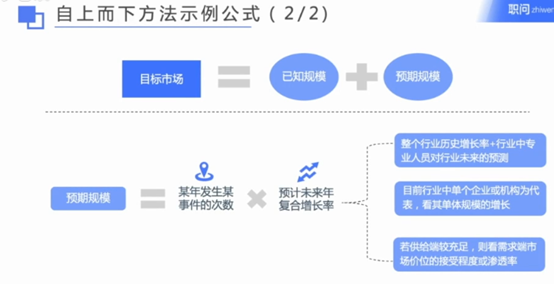 自上而下方法示例公式（2/2）
职问 zhiwen
目标市场
已知规模
预期规模
整个行业历史增长率+行业中专
业人员对行业未来的预测
预期规模
某年发生某
事件的次数
预计未来年
复合增长率
目前行业中单个企业或机构为代
表，看其单体规模的增长
若供给端较充足，则看需求端市
场价位的接受程度或渗透率